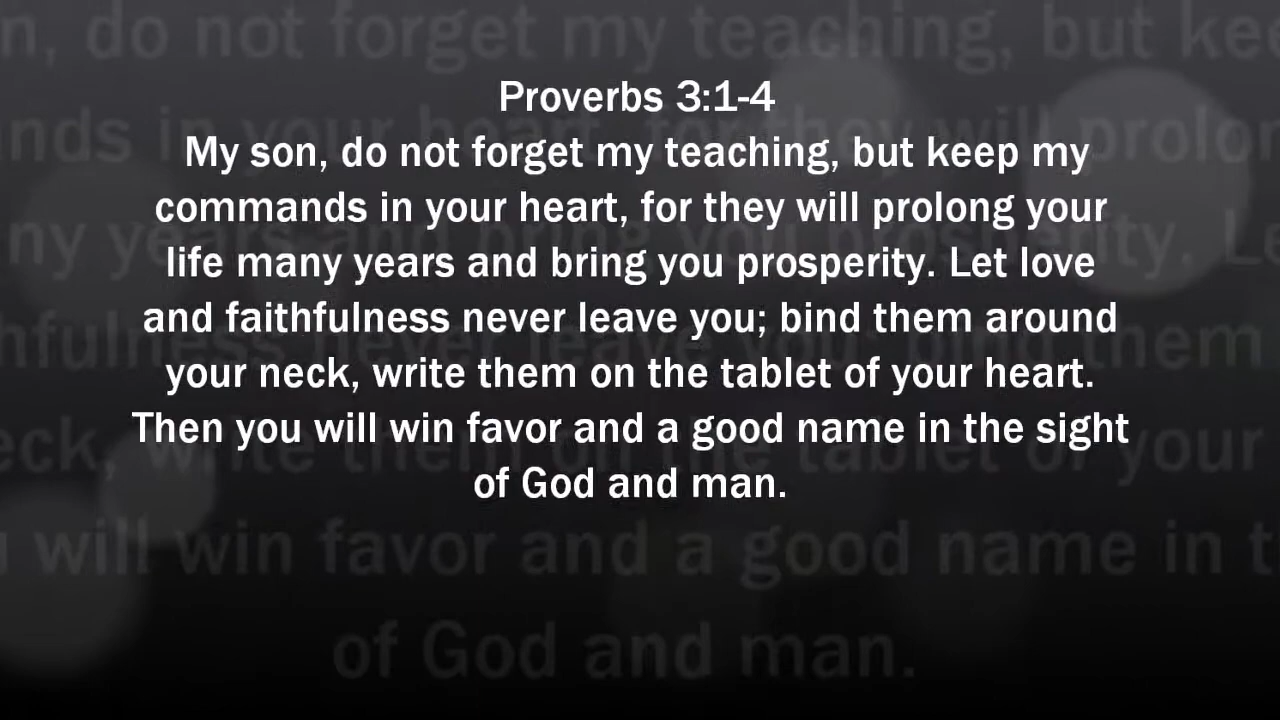 Proverbs 3:1-4
My son, do not forget my teaching, but keep my
commands in your heart, for they will prolong your
life many years and bring you prosperity. Let love
and faithfulness never leave you; bind them around
your neck, write them on the tablet of your heart.
Then you will win favor and a good name in the sight
of God and man.